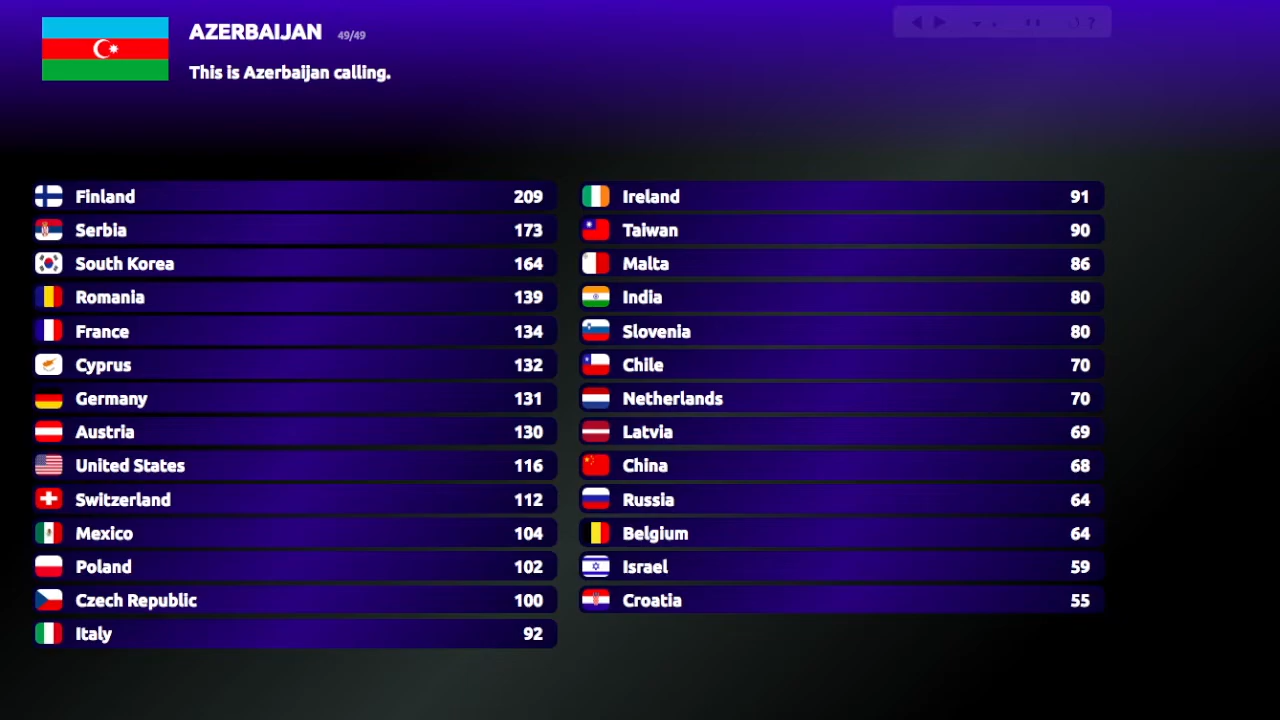 AZERBAIJAN 49/49
This is Azerbaijan calling.
Finland 209
Serbia 173
South Korea 164
Romania 139
France 134
Cyprus 132
Germany 131
Austria 130
United States 116
Switzerland 112
Mexico 104
Poland 102
Czech Republic 100
Italy 92
Ireland 91
Taiwan 90
Malta 86
India 80
Slovenia 80
Chile 70
Netherlands 70
Latvia 69
China 68
Russia 64
Belgium 64
Israel 59
Croatia 55